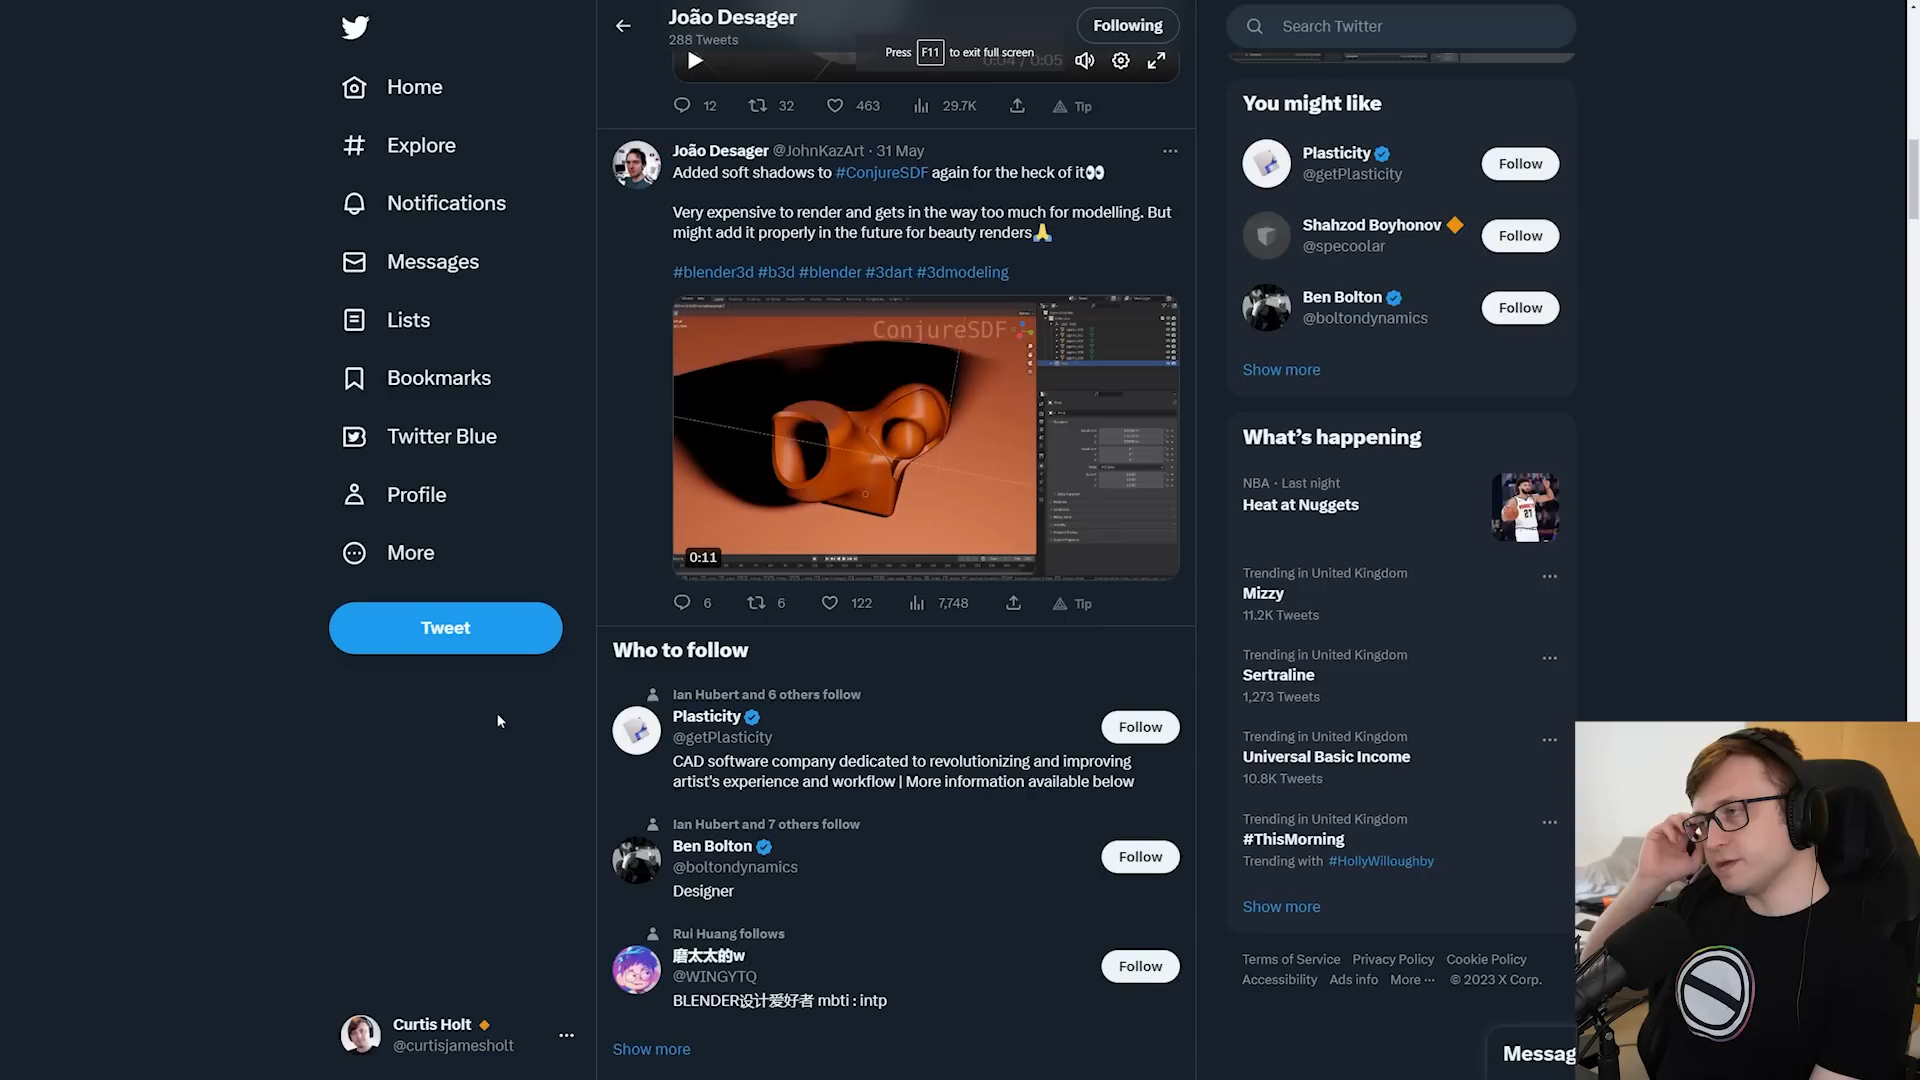 Home
Explore
Notifications
Messages
Lists
Bookmarks
Twitter Blue
Profile
More
Tweet
Curtis Holt
@curtisjamesholt
João Desager
288 Tweets
Following
Press F11 to exit full screen
0:04 / 0:05
12 32 463 29.7K Tip
João Desager @JohnKazArt · 31 May
Added soft shadows to #ConjureSDF again for the heck of it👀
Very expensive to render and gets in the way too much for modelling. But
might add it properly in the future for beauty renders🙏
#blender3d #b3d #blender #3dart #3dmodeling
ConjureSDF
0:11
6 6 122 7,748 Tip
Who to follow
Ian Hubert and 6 others follow
Plasticity
@getPlasticity
Follow
CAD software company dedicated to revolutionizing and improving
artist's experience and workflow | More information available below
Ian Hubert and 7 others follow
Ben Bolton
@boltondynamics
Follow
Designer
Rui Huang follows
磨太太的w
@WINGYTQ
Follow
BLENDER设计爱好者 mbti : intp
Show more
Search Twitter
You might like
Plasticity
@getPlasticity
Follow
Shahzod Boyhonov
@specoolar
Follow
Ben Bolton
@boltondynamics
Follow
Show more
What's happening
NBA · Last night
Heat at Nuggets
Trending in United Kingdom
Mizzy
11.2K Tweets
Trending in United Kingdom
Sertraline
1,273 Tweets
Trending in United Kingdom
Universal Basic Income
10.8K Tweets
Trending in United Kingdom
#ThisMorning
Trending with #HollyWilloughby
Show more
Terms of Service Privacy Policy Cookie Policy
Accessibility Ads info More ··· © 2023 X Corp.
Messag